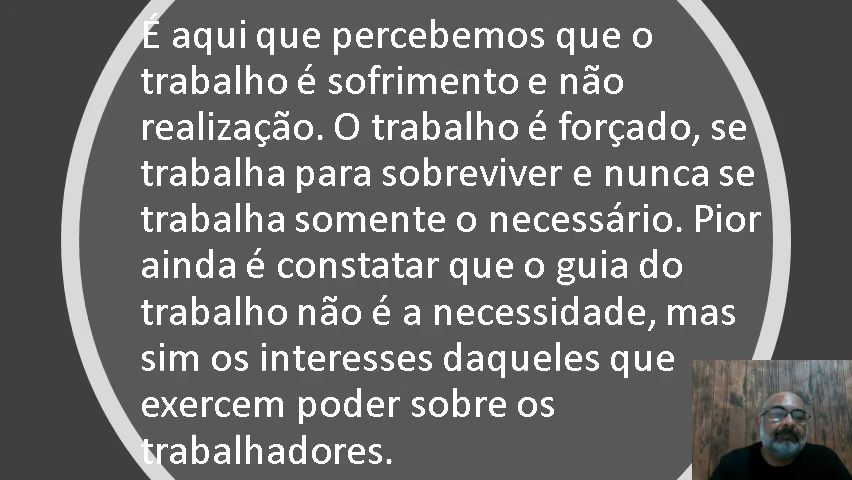 É aqui que percebemos que o
trabalho é sofrimento e não
realização. O trabalho é forçado, se
trabalha para sobreviver e nunca se
trabalha somente o necessário. Pior
ainda é constatar que o guia do
trabalho não é a necessidade, mas
sim os interesses daqueles que
exercem poder sobre os
trabalhadores.